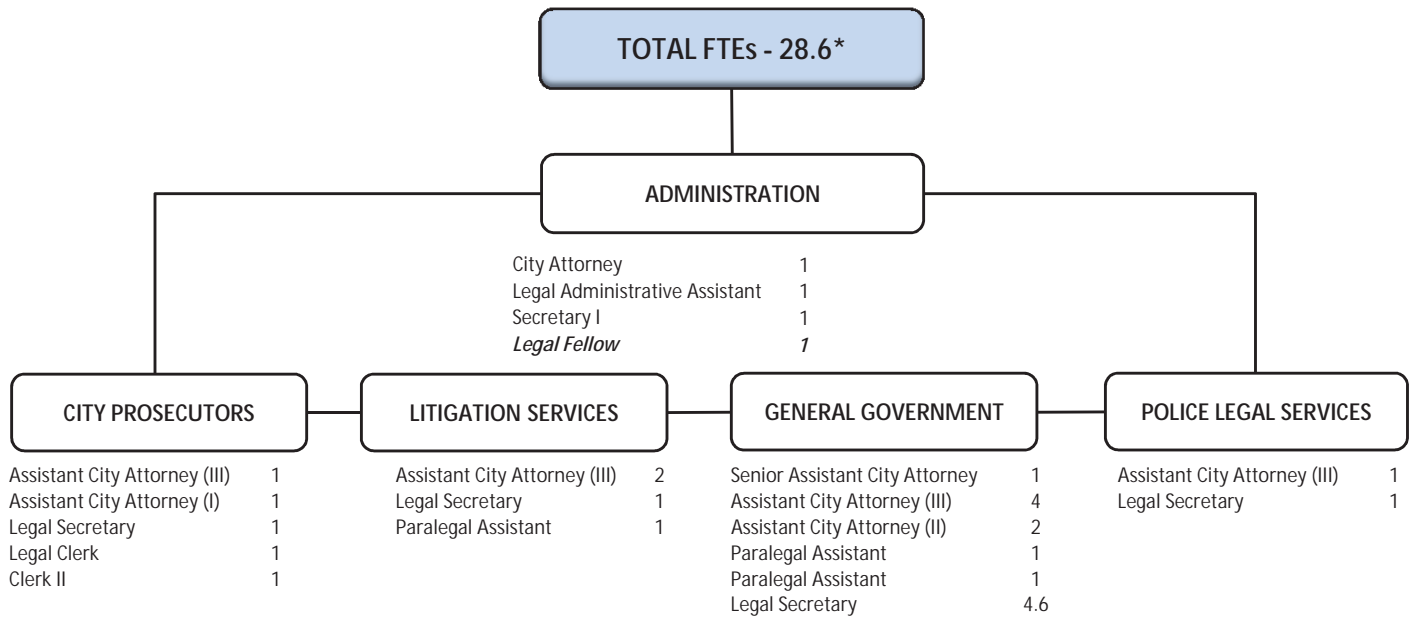 TOTAL FTEs - 28.6*
ADMINISTRATION
City Attorney 1
Legal Administrative Assistant 1
Secretary I 1
Legal Fellow 1
CITY PROSECUTORS
Assistant City Attorney (III) 1
Assistant City Attorney (I) 1
Legal Secretary 1
Legal Clerk 1
Clerk II 1
LITIGATION SERVICES
Assistant City Attorney (III) 2
Legal Secretary 1
Paralegal Assistant 1
GENERAL GOVERNMENT
Senior Assistant City Attorney 1
Assistant City Attorney (III) 4
Assistant City Attorney (II) 2
Paralegal Assistant 1
Paralegal Assistant 1
Legal Secretary 4.6
POLICE LEGAL SERVICES
Assistant City Attorney (III) 1
Legal Secretary 1